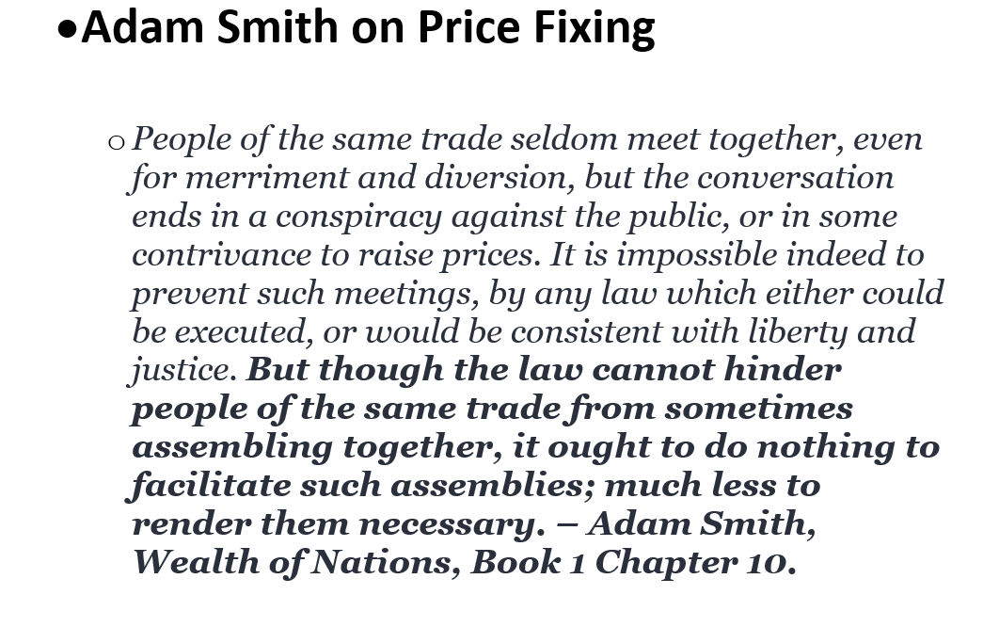 •Adam Smith on Price Fixing
o People of the same trade seldom meet together, even
for merriment and diversion, but the conversation
ends in a conspiracy against the public, or in some
contrivance to raise prices. It is impossible indeed to
prevent such meetings, by any law which either could
be executed, or would be consistent with liberty and
justice. But though the law cannot hinder
people of the same trade from sometimes
assembling together, it ought to do nothing to
facilitate such assemblies; much less to
render them necessary. – Adam Smith,
Wealth of Nations, Book 1 Chapter 10.